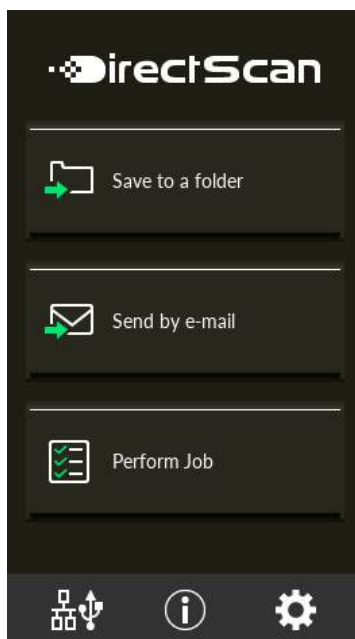 DirectScan
Save to a folder
Send by e-mail
Perform Job